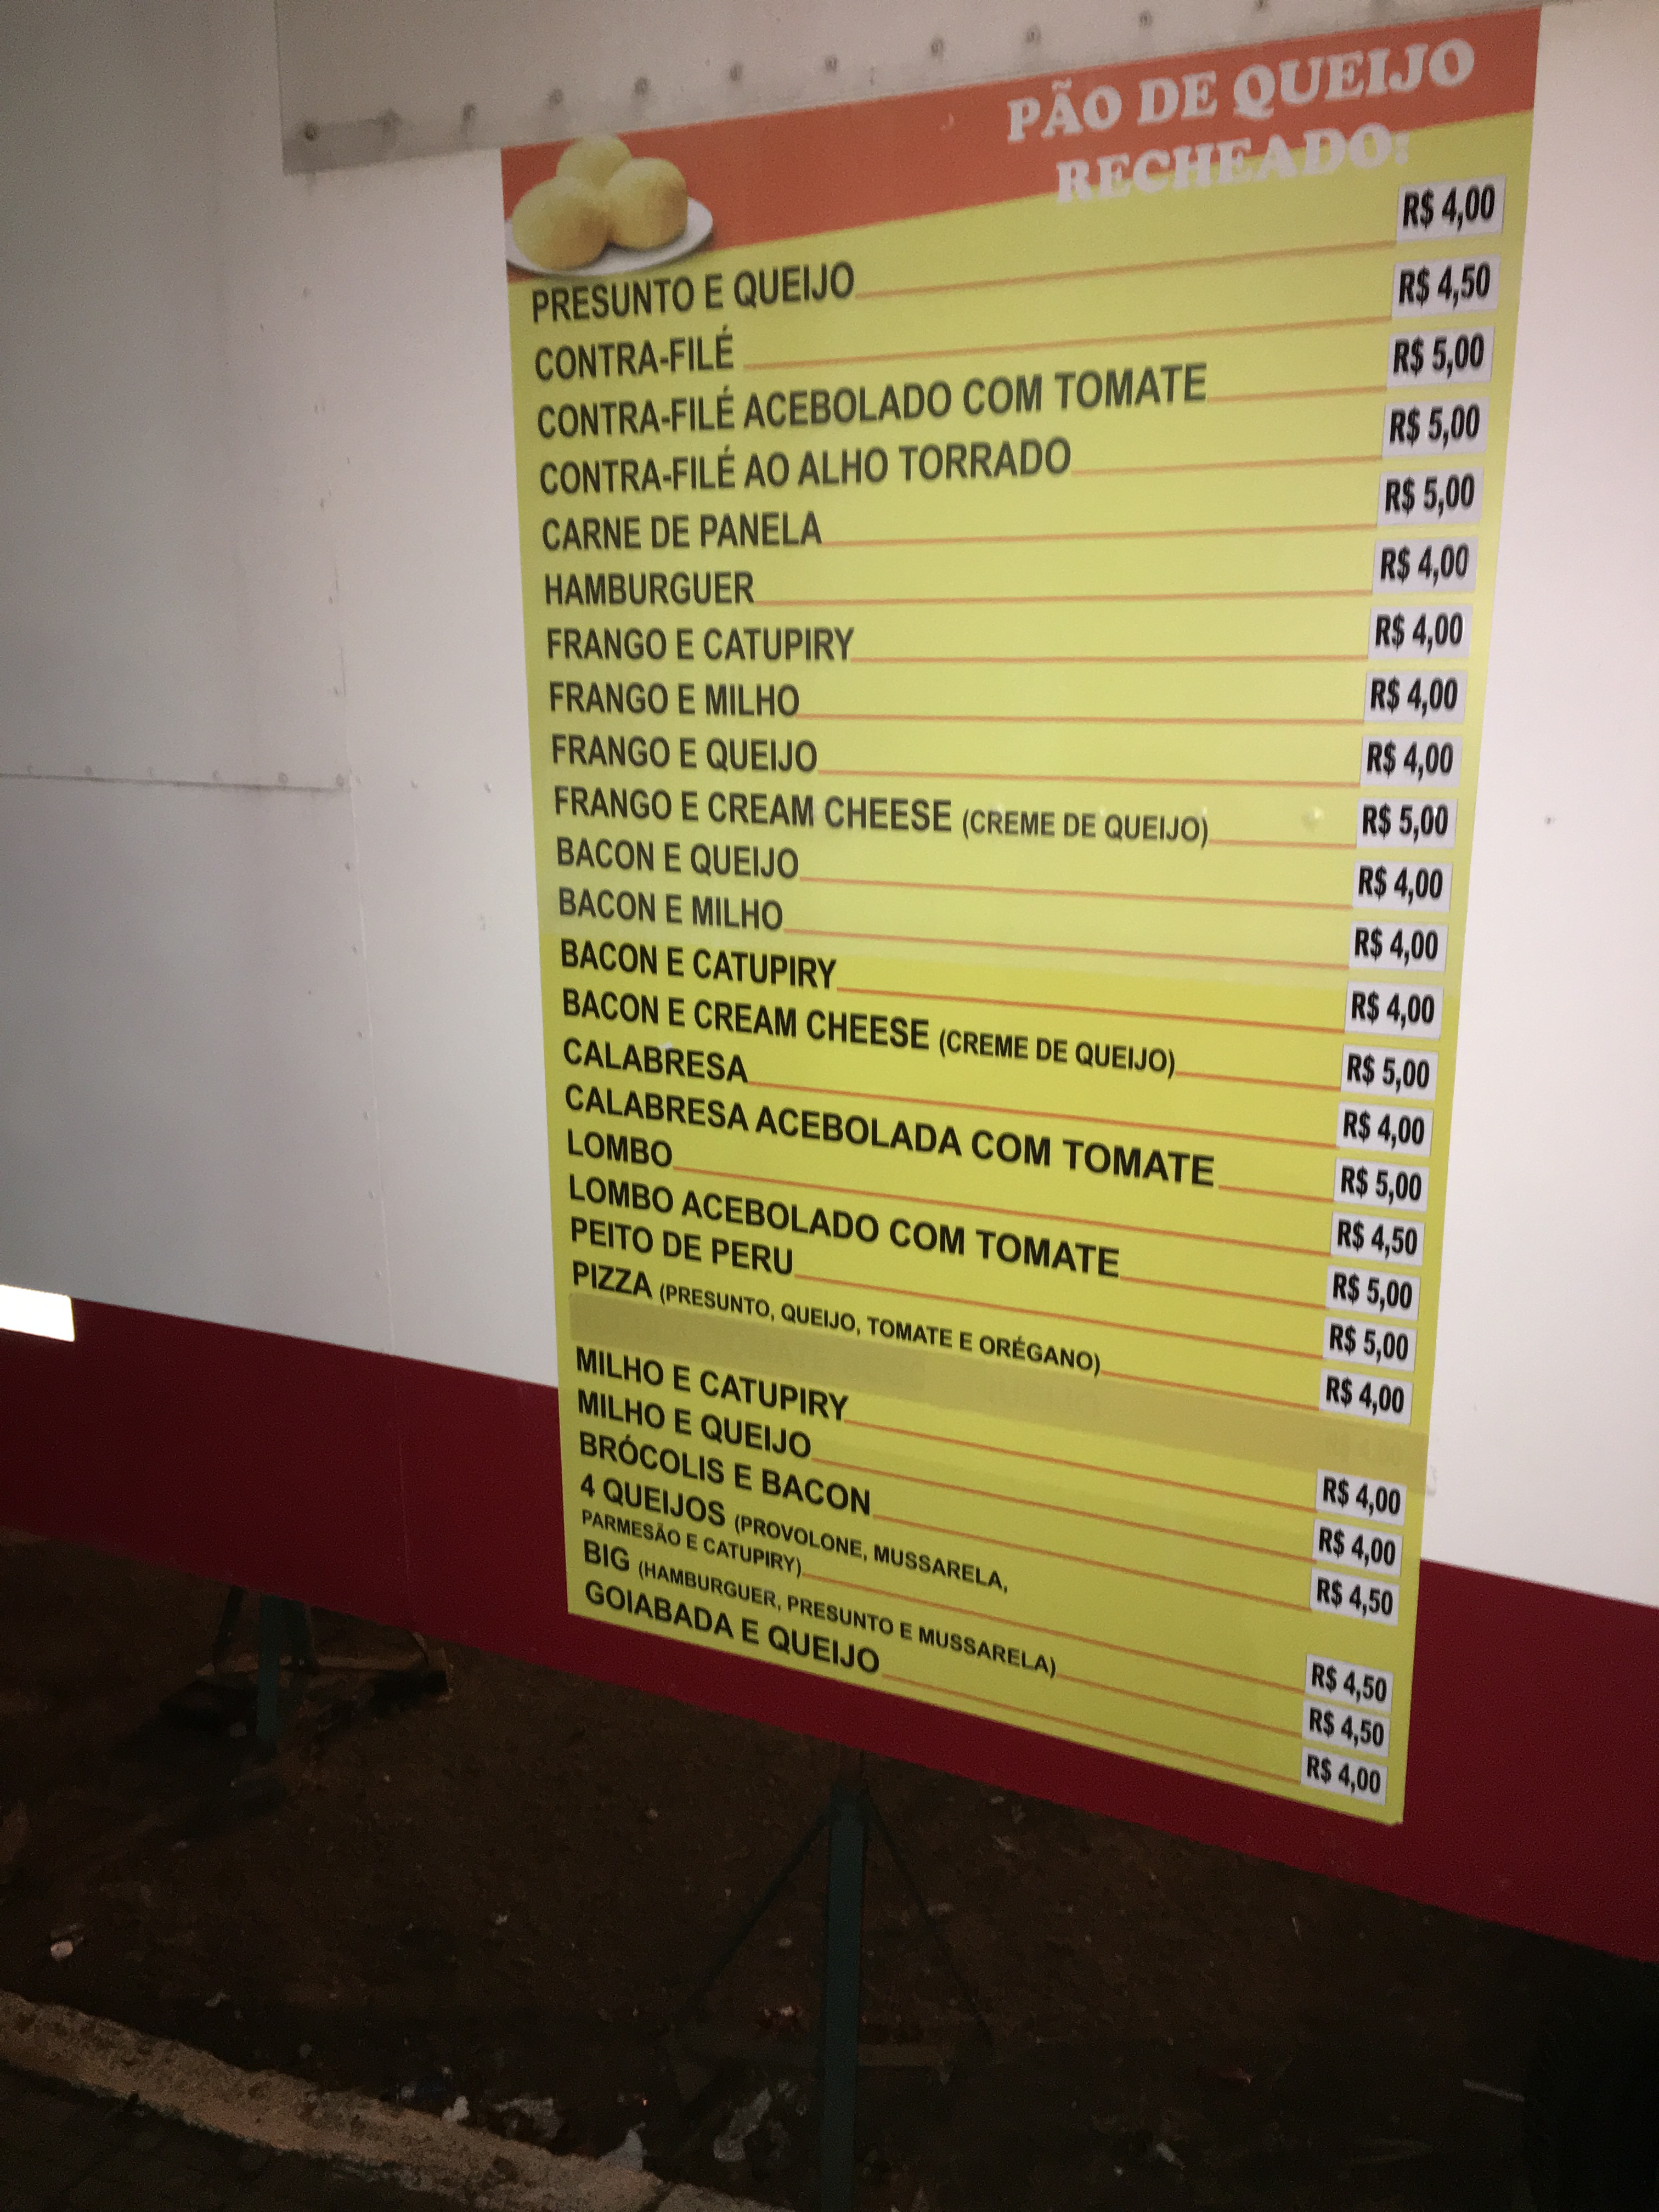 PÃO DE QUEIJO
RECHEADO:
PRESUNTO E QUEIJO R$ 4,00
CONTRA-FILÉ R$ 4,50
CONTRA-FILÉ ACEBOLADO COM TOMATE R$ 5,00
CONTRA-FILÉ AO ALHO TORRADO R$ 5,00
CARNE DE PANELA R$ 5,00
HAMBURGUER R$ 4,00
FRANGO E CATUPIRY R$ 4,00
FRANGO E MILHO R$ 4,00
FRANGO E QUEIJO R$ 4,00
FRANGO E CREAM CHEESE (CREME DE QUEIJO) R$ 5,00
BACON E QUEIJO R$ 4,00
BACON E MILHO R$ 4,00
BACON E CATUPIRY R$ 4,00
BACON E CREAM CHEESE (CREME DE QUEIJO) R$ 5,00
CALABRESA R$ 4,00
CALABRESA ACEBOLADA COM TOMATE R$ 5,00
LOMBO R$ 4,50
LOMBO ACEBOLADO COM TOMATE R$ 5,00
PEITO DE PERU R$ 5,00
PIZZA (PRESUNTO, QUEIJO, TOMATE E ORÉGANO) R$ 4,00
MILHO E CATUPIRY R$ 4,00
MILHO E QUEIJO R$ 4,00
BRÓCOLIS E BACON R$ 4,50
4 QUEIJOS (PROVOLONE, MUSSARELA,
PARMESÃO E CATUPIRY) R$ 4,50
BIG (HAMBURGUER, PRESUNTO E MUSSARELA) R$ 4,50
GOIABADA E QUEIJO R$ 4,00